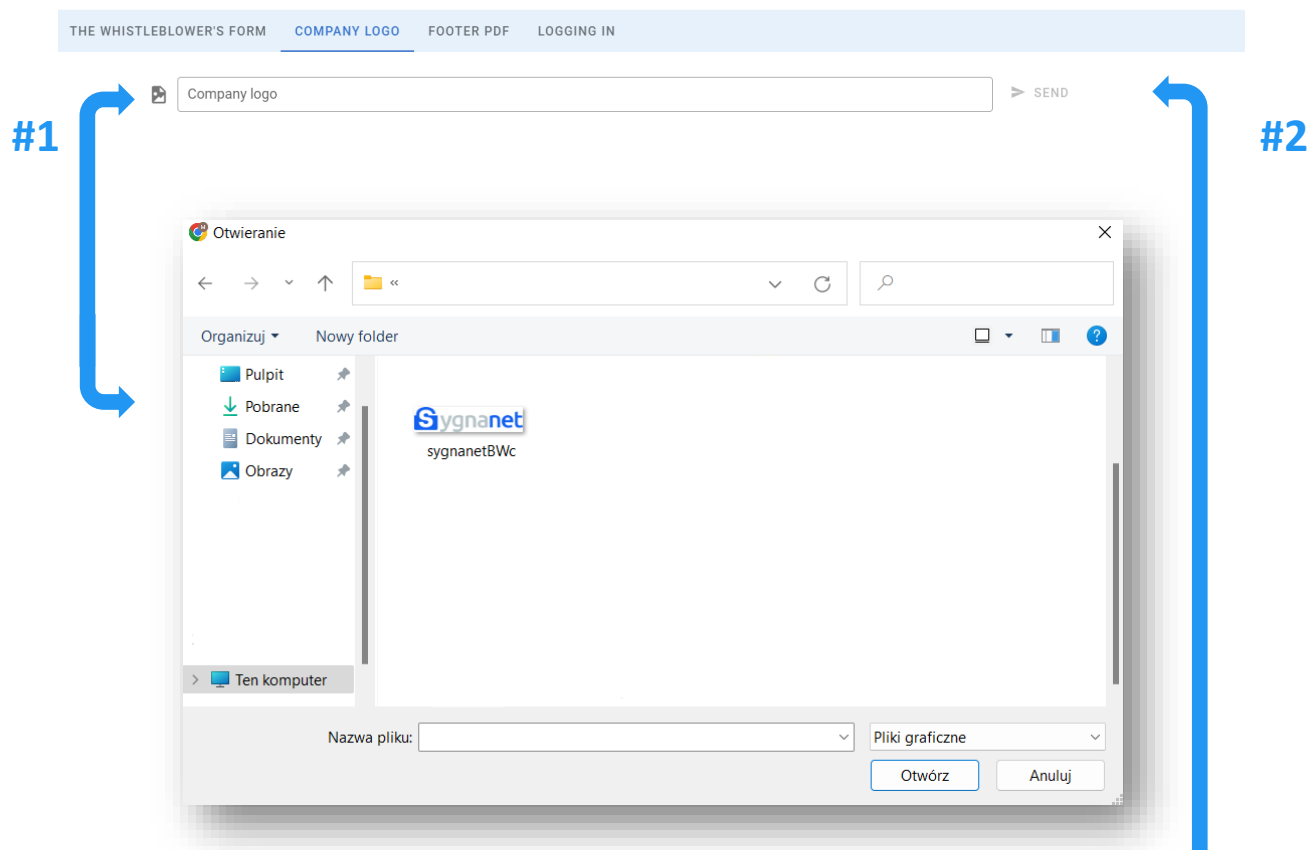 THE WHISTLEBLOWER'S FORM COMPANY LOGO FOOTER PDF LOGGING IN
Company logo SEND
#1 #2
Otwieranie
«
Organizuj Nowy folder ?
Pulpit
Pobrane
Dokumenty
Obrazy
Sygnanet
sygnanetBWc
Ten komputer
Nazwa pliku: Pliki graficzne
Otwórz Anuluj